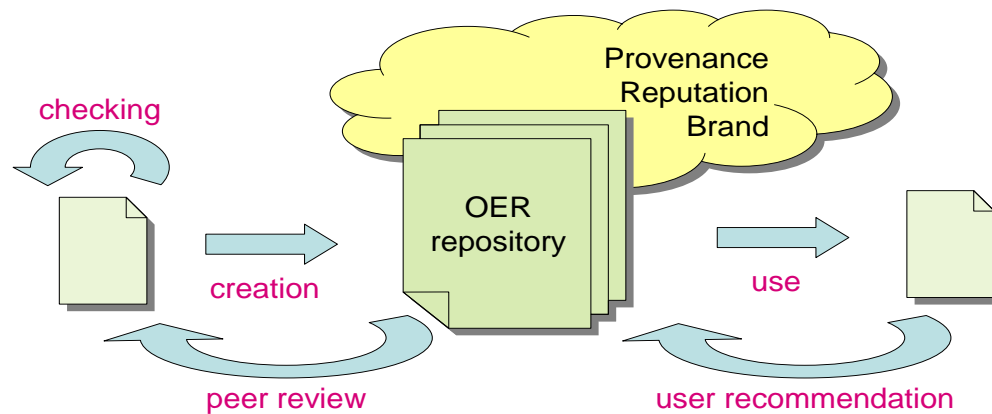 Provenance
Reputation
Brand
checking
OER
repository
creation
use
peer review
user recommendation